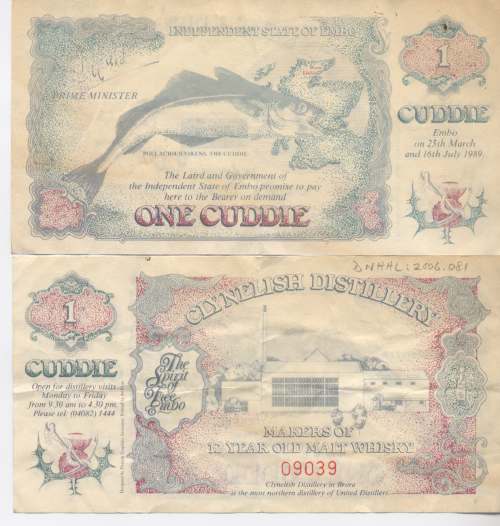 INDEPENDENT STATE OF EMBO
PRIME MINISTER
POLLACHIUS VIRENS. THE CUDDIE.
The Laird and Government of
the Independent State of Embo promise to pay
here to the Bearer on demand
ONE CUDDIE
1
CUDDIE
Embo
on 25th March
and 16th July 1989
DNHHL:2006.081
1
CUDDIE
Open for distillery visits
Monday to Friday
from 9.30 am to 4.30 pm.
Please tel. (04082) 1444
The
Spirit
of
Free
Embo
CLYNELISH DISTILLERY
MAKERS OF
12 YEAR OLD MALT WHISKY
09039
Clynelish Distillery in Brora
is the most northern distillery of United Distillers.